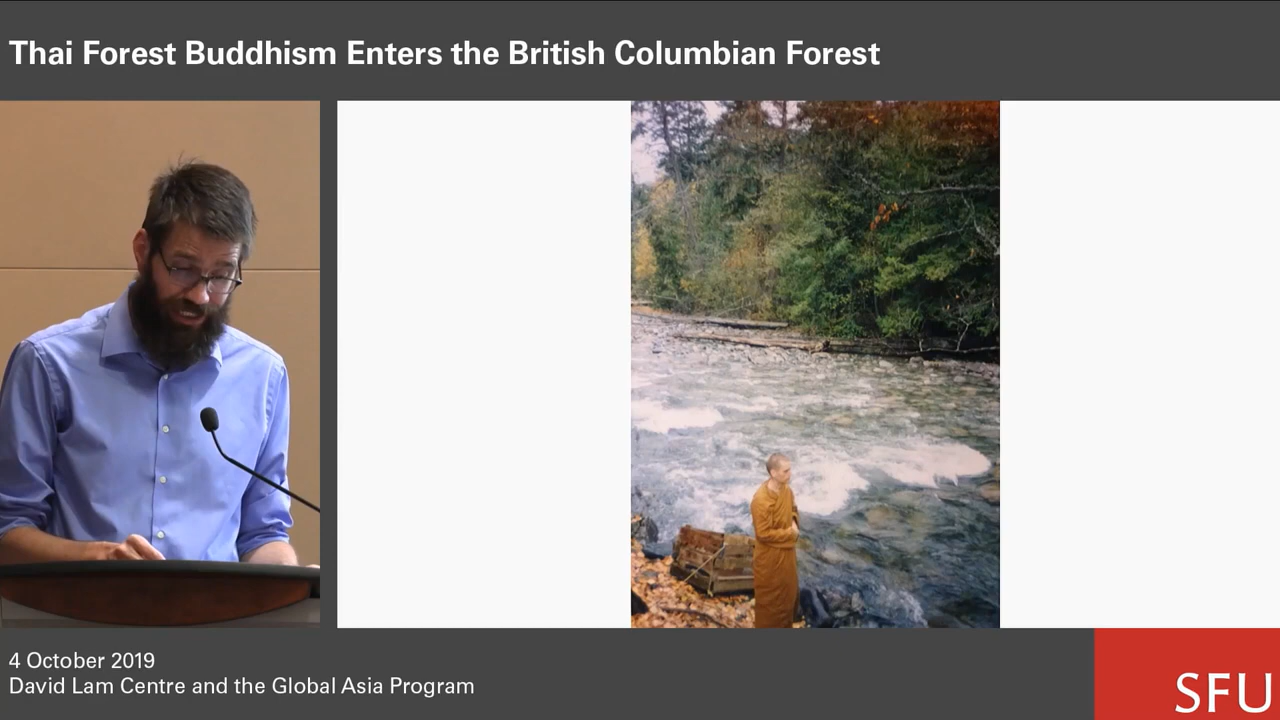 Thai Forest Buddhism Enters the British Columbian Forest
4 October 2019
David Lam Centre and the Global Asia Program
SFU